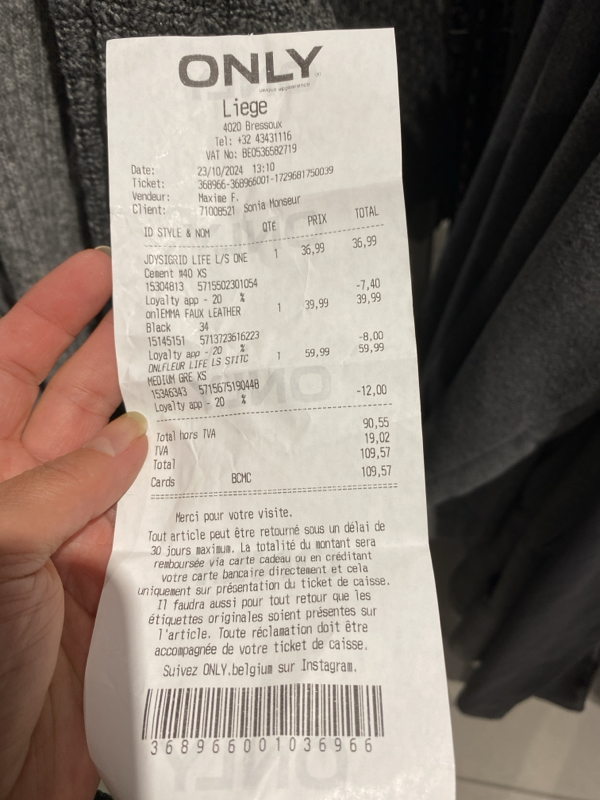 ONLY
Liege
4020 Bressoux
Tel: +32 43431116
VAT No: BE0536582719
Date: 23/10/2024 13:10
Ticket: 368966-368966001-1729681750039
Vendeur: Maxime F.
Client: 71008521 Sonia Monseur
ID STYLE & NOM QTE PRIX TOTAL
JDYSIGRID LIFE L/S ONE 1 36,99 36,99
Cement m40 XS
15304813 5715502301054
Loyalty app - 20 % -7,40
onlEMMA FAUX LEATHER 1 39,99 39,99
Black 34
15145151 5713723616223
Loyalty app - 20 % -8,00
ONLFLEUR LIFE LS STITC 1 59,99 59,99
MEDIUM GRE XS
15346343 5715675190448
Loyalty app - 20 % -12,00
Total hors TVA 90,55
TVA 19,02
Total 109,57
Cards BCMC 109,57
Merci pour votre visite.
Tout article peut être retourné sous un délai de
30 jours maximum. La totalité du montant sera
remboursée via carte cadeau ou en créditant
votre carte bancaire directement et cela
uniquement sur présentation du ticket de caisse.
Il faudra aussi pour tout retour que les
étiquettes originales soient présentes sur
l'article. Toute réclamation doit être
accompagnée de votre ticket de caisse.
Suivez ONLY.belgium sur Instagram.
368966001036966